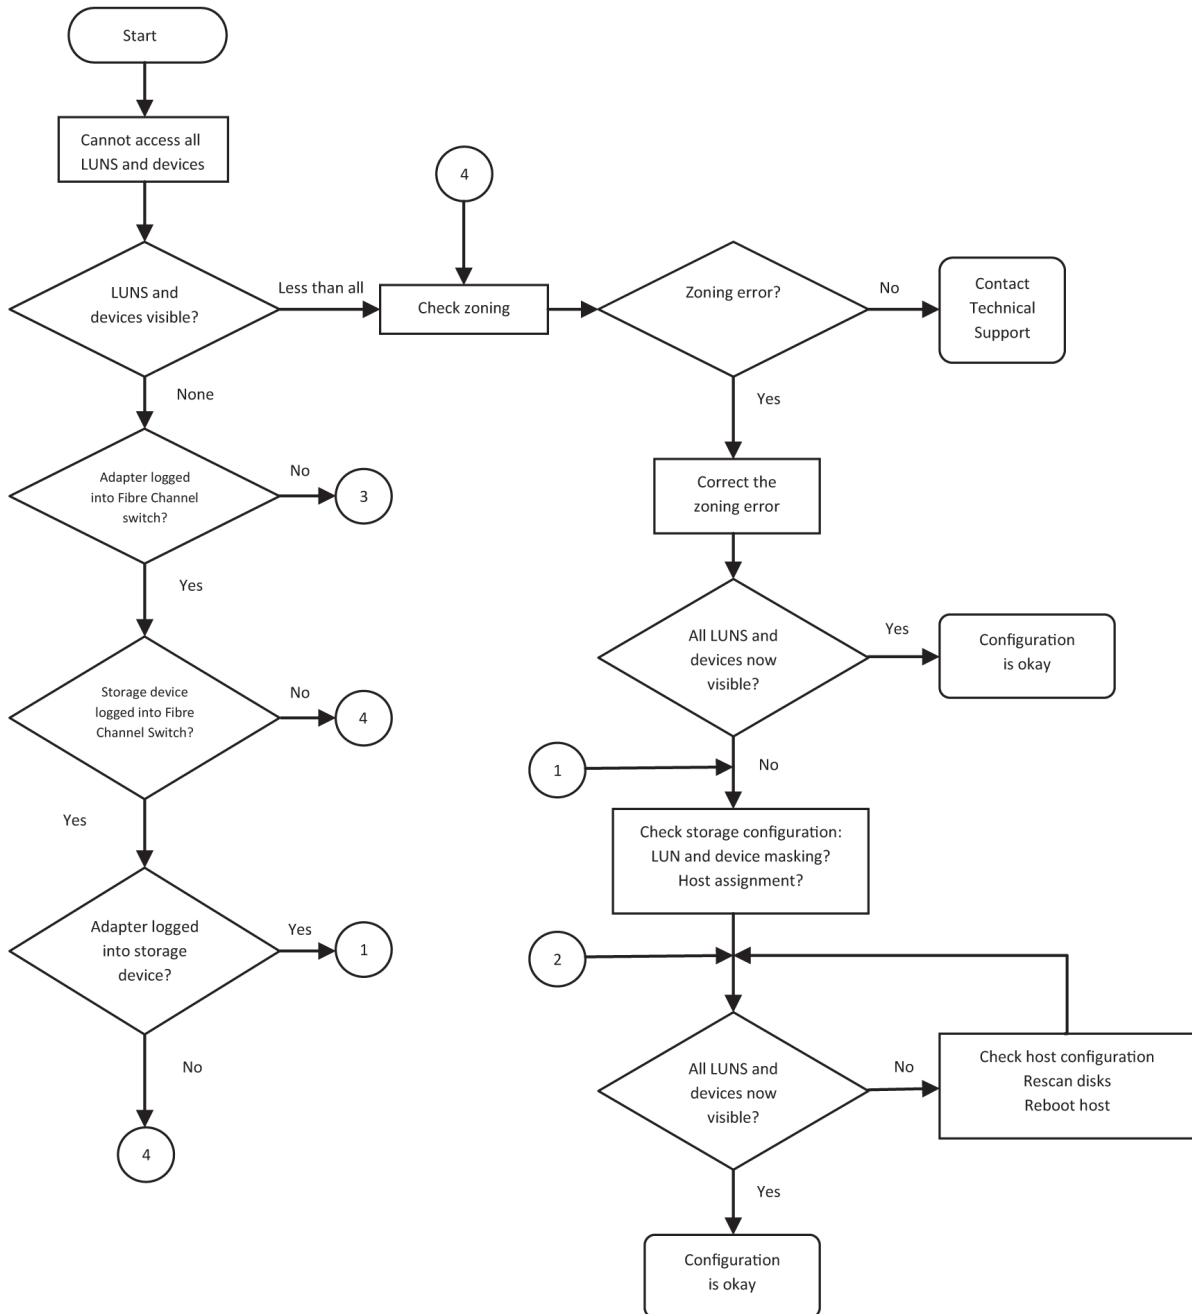 Start
Cannot access all
LUNS and devices
4
LUNS and
devices visible?
Less than all
Check zoning
Zoning error?
No
Contact
Technical
Support
None
Yes
Adapter logged
into Fibre Channel
switch?
No
3
Correct the
zoning error
Yes
Storage device
logged into Fibre
Channel Switch?
No
4
All LUNS and
devices now
visible?
Yes
Configuration
is okay
1
No
Yes
Check storage configuration:
LUN and device masking?
Host assignment?
Adapter logged
into storage
device?
Yes
1
2
No
4
All LUNS and
devices now
visible?
No
Check host configuration
Rescan disks
Reboot host
Yes
Configuration
is okay